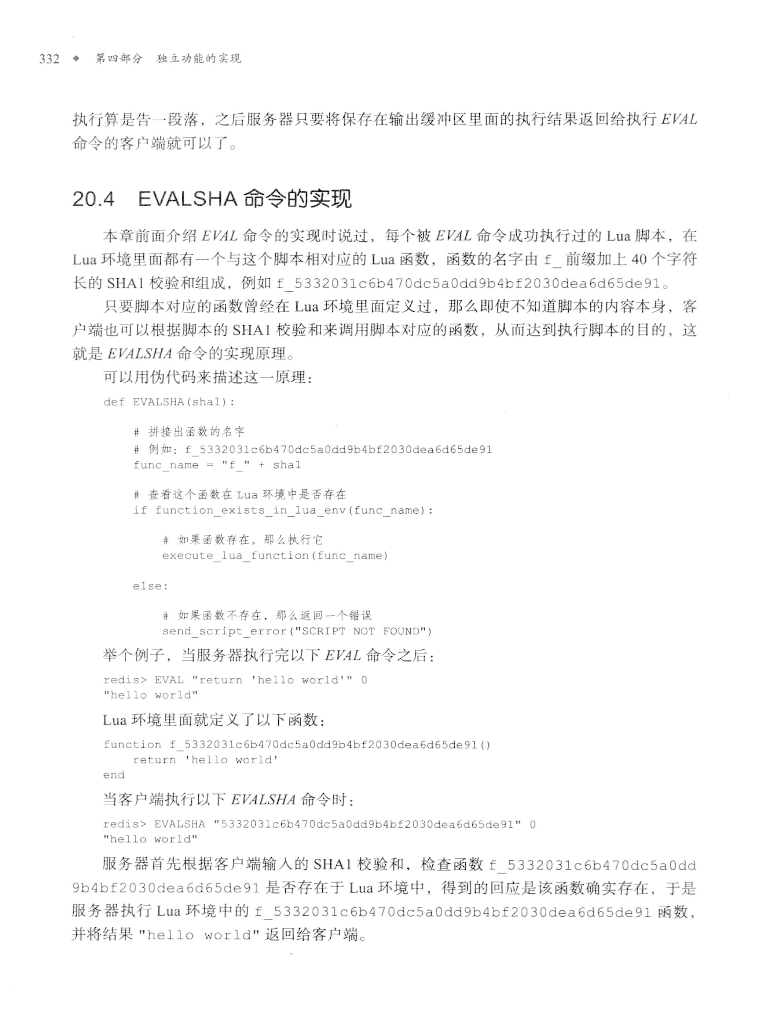 332 ◆ 第四部分 独立功能的实现
执行算是告一段落，之后服务器只要将保存在输出缓冲区里面的执行结果返回给执行 EVAL
命令的客户端就可以了。
20.4 EVALSHA 命令的实现
本章前面介绍 EVAL 命令的实现时说过，每个被 EVAL 命令成功执行过的 Lua 脚本，在
Lua 环境里面都有一个与这个脚本相对应的 Lua 函数，函数的名字由 f_ 前缀加上 40 个字符
长的 SHA1 校验和组成，例如 f_5332031c6b470dc5a0dd9b4bf2030dea6d65de91。
只要脚本对应的函数曾经在 Lua 环境里面定义过，那么即使不知道脚本的内容本身，客
户端也可以根据脚本的 SHA1 校验和来调用脚本对应的函数，从而达到执行脚本的目的，这
就是 EVALSHA 命令的实现原理。
可以用伪代码来描述这一原理：
def EVALSHA(sha1):
# 拼接出函数的名字
# 例如：f_5332031c6b470dc5a0dd9b4bf2030dea6d65de91
func_name = "f_" + sha1
# 查看这个函数在 Lua 环境中是否存在
if function_exists_in_lua_env(func_name):
# 如果函数存在，那么执行它
execute_lua_function(func_name)
else:
# 如果函数不存在，那么返回一个错误
send_script_error("SCRIPT NOT FOUND")
举个例子，当服务器执行完以下 EVAL 命令之后：
redis> EVAL "return 'hello world'" 0
"hello world"
Lua 环境里面就定义了以下函数：
function f_5332031c6b470dc5a0dd9b4bf2030dea6d65de91()
return 'hello world'
end
当客户端执行以下 EVALSHA 命令时：
redis> EVALSHA "5332031c6b470dc5a0dd9b4bf2030dea6d65de91" 0
"hello world"
服务器首先根据客户端输入的 SHA1 校验和，检查函数 f_5332031c6b470dc5a0dd
9b4bf2030dea6d65de91 是否存在于 Lua 环境中，得到的回应是该函数确实存在，于是
服务器执行 Lua 环境中的 f_5332031c6b470dc5a0dd9b4bf2030dea6d65de91 函数，
并将结果 "hello world" 返回给客户端。